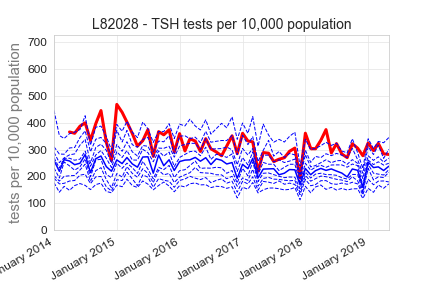 L82028 - TSH tests per 10,000 population
tests per 10,000 population
700
600
500
400
300
200
100
0
nuary 2014
January 2015
January 2016
January 2017
January 2018
January 2019